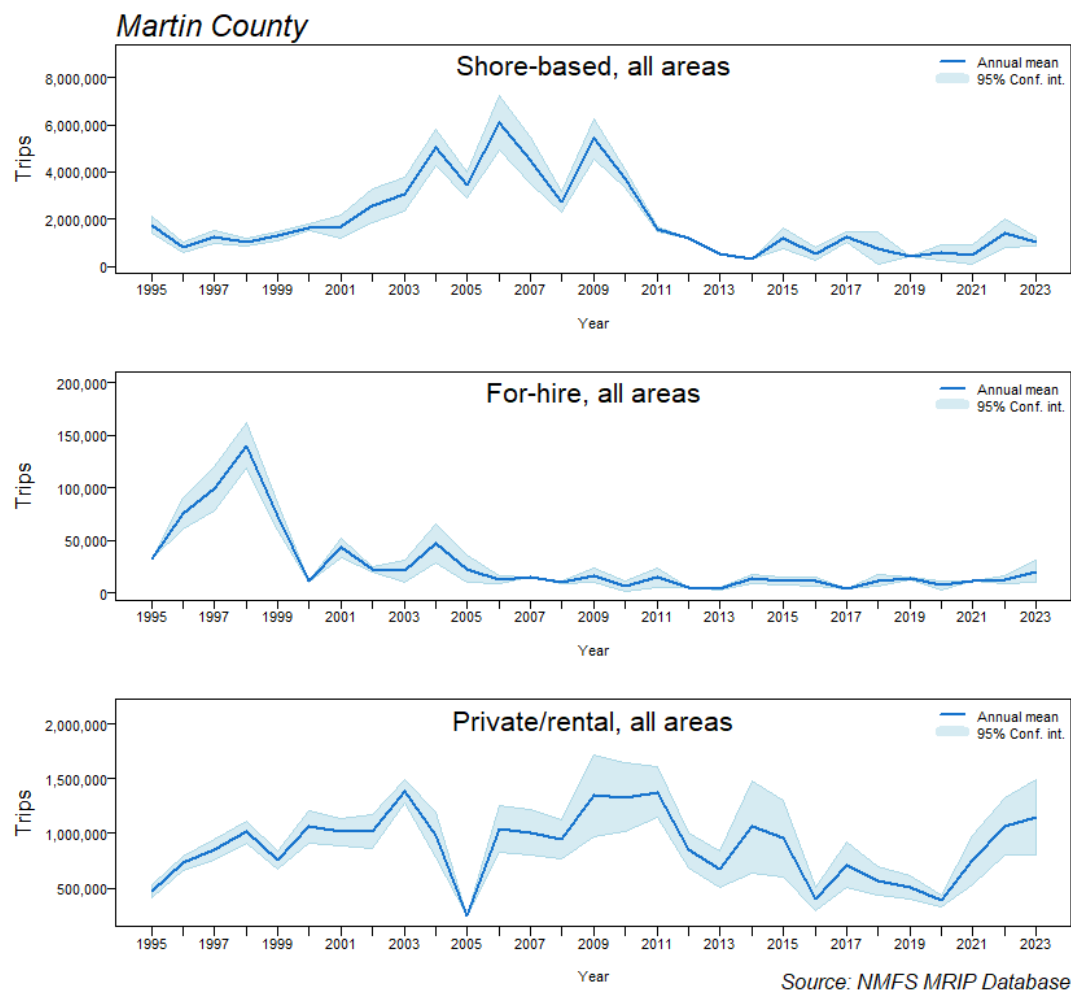 Martin County
Shore-based, all areas
Annual mean
95% Conf. int.
Trips
8,000,000
6,000,000
4,000,000
2,000,000
0
1995 1997 1999 2001 2003 2005 2007 2009 2011 2013 2015 2017 2019 2021 2023
Year
For-hire, all areas
Annual mean
95% Conf. int.
Trips
200,000
150,000
100,000
50,000
0
1995 1997 1999 2001 2003 2005 2007 2009 2011 2013 2015 2017 2019 2021 2023
Year
Private/rental, all areas
Annual mean
95% Conf. int.
Trips
2,000,000
1,500,000
1,000,000
500,000
1995 1997 1999 2001 2003 2005 2007 2009 2011 2013 2015 2017 2019 2021 2023
Year
Source: NMFS MRIP Database